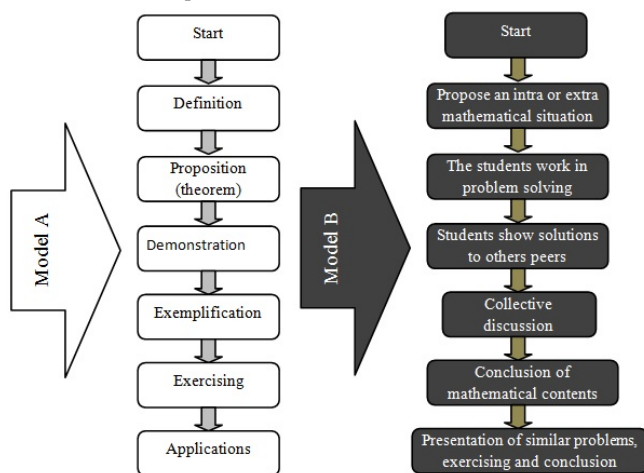 Model A
Start
Definition
Proposition
(theorem)
Demonstration
Exemplification
Exercising
Applications
Model B
Start
Propose an intra or extra
mathematical situation
The students work in
problem solving
Students show solutions
to others peers
Collective
discussion
Conclusion of
mathematical contents
Presentation of similar problems,
exercising and conclusion